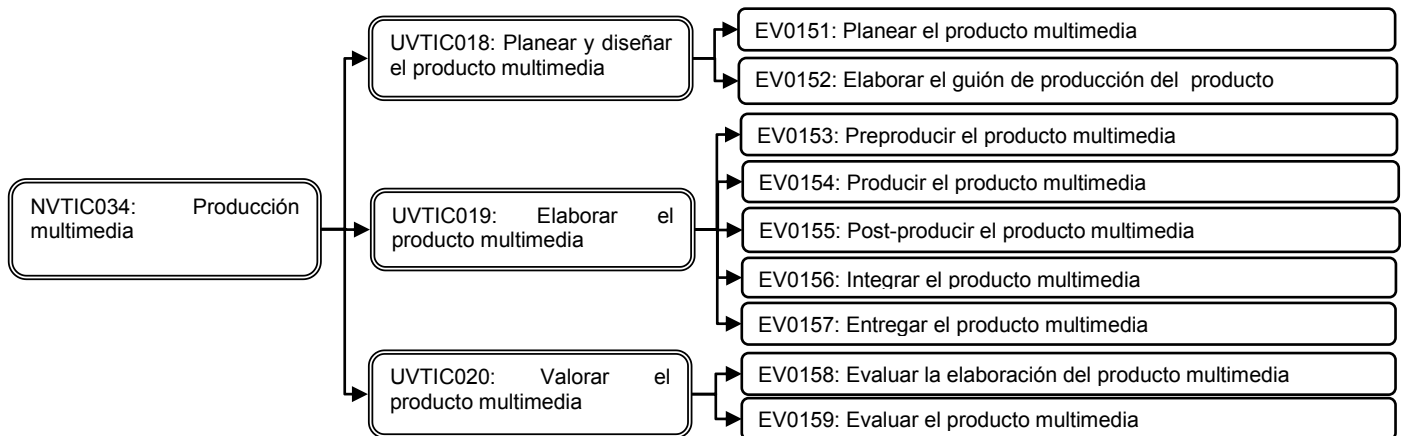 NVTIC034: Producción
multimedia
UVTIC018: Planear y diseñar
el producto multimedia
EV0151: Planear el producto multimedia
EV0152: Elaborar el guión de producción del producto
UVTIC019: Elaborar el
producto multimedia
EV0153: Preproducir el producto multimedia
EV0154: Producir el producto multimedia
EV0155: Post-producir el producto multimedia
EV0156: Integrar el producto multimedia
EV0157: Entregar el producto multimedia
UVTIC020: Valorar el
producto multimedia
EV0158: Evaluar la elaboración del producto multimedia
EV0159: Evaluar el producto multimedia